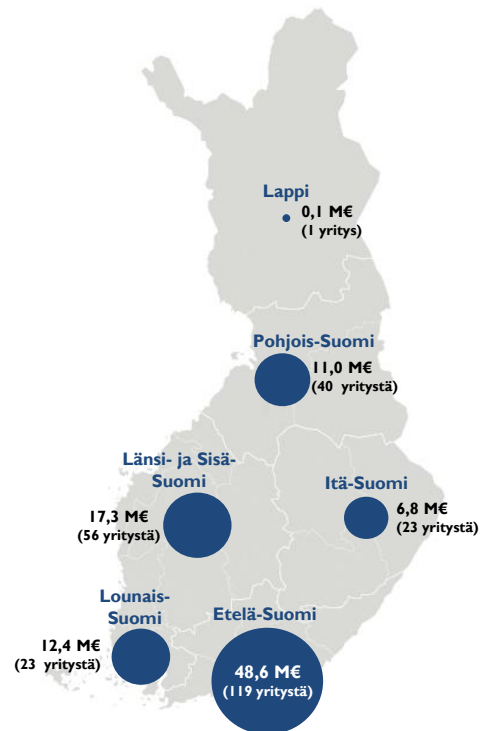 Lappi
0,1 M€
(1 yritys)
Pohjois-Suomi
11,0 M€
(40 yritystä)
Länsi- ja Sisä-
Suomi
17,3 M€
(56 yritystä)
Itä-Suomi
6,8 M€
(23 yritystä)
Lounais-
Suomi
12,4 M€
(23 yritystä)
Etelä-Suomi
48,6 M€
(119 yritystä)